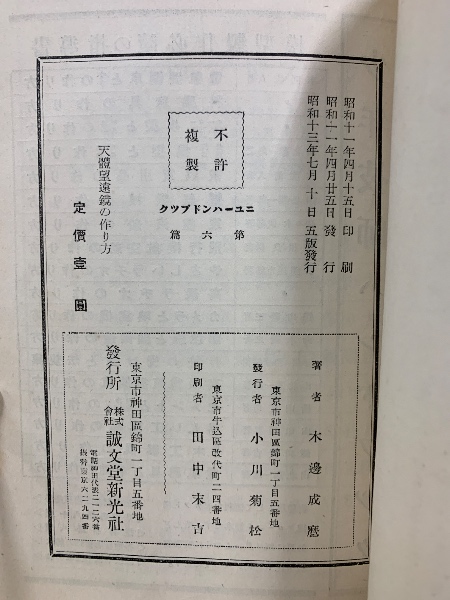 昭和十一年四月十五日印刷
昭和十一年四月廿五日發行
昭和十三年七月十日五版發行
不許
複製
ニューハンドブック
第六篇
天體望遠鏡の作り方
定價壹圓
著者 木邊成麿
東京市神田區錦町一丁目五番地
發行者 小川菊松
東京市牛込區改代町二四番地
印刷者 田中末吉
東京市神田區錦町一丁目五番地
發行所 株式會社 誠文堂新光社